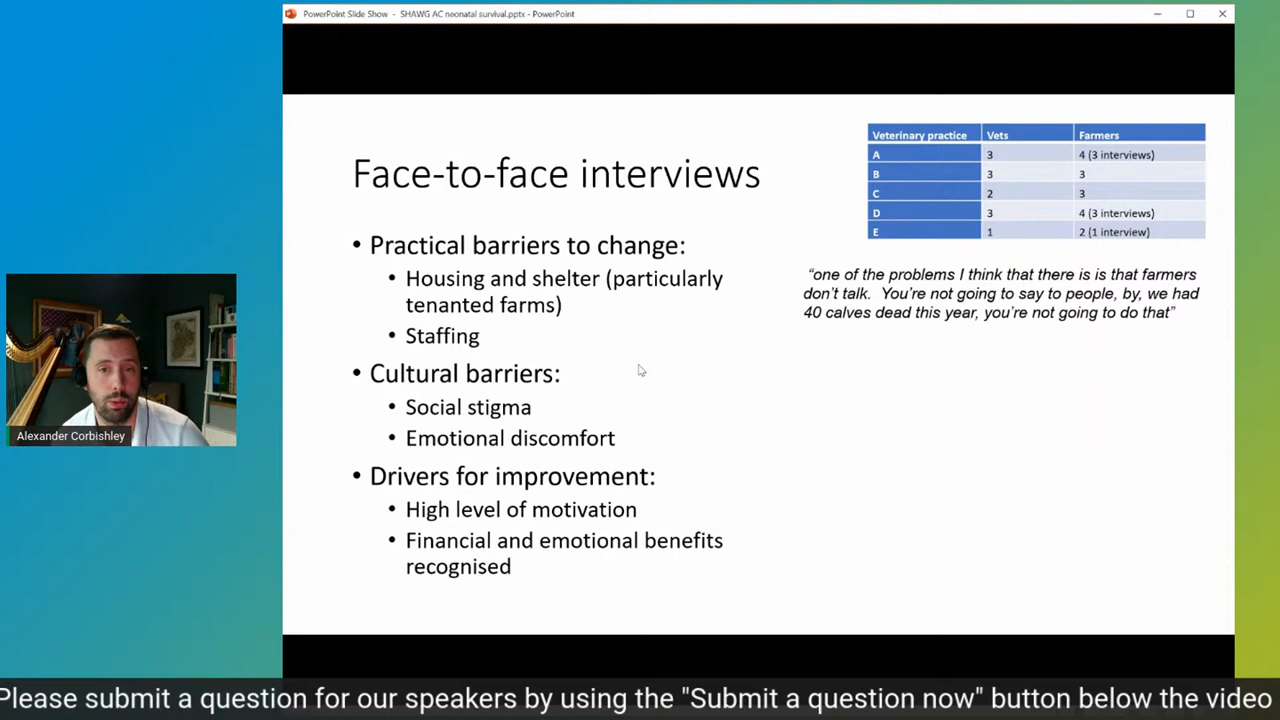 PowerPoint Slide Show - SHAWG AC neonatal survival.pptx - PowerPoint
Face-to-face interviews
• Practical barriers to change:
• Housing and shelter (particularly
tenanted farms)
• Staffing
• Cultural barriers:
• Social stigma
• Emotional discomfort
• Drivers for improvement:
• High level of motivation
• Financial and emotional benefits
recognised
Veterinary practice Vets Farmers
A 3 4 (3 interviews)
B 3 3
C 2 3
D 3 4 (3 interviews)
E 1 2 (1 interview)
“one of the problems I think that there is is that farmers
don’t talk. You’re not going to say to people, by, we had
40 calves dead this year, you’re not going to do that”
Alexander Corbishley
Please submit a question for our speakers by using the "Submit a question now" button below the video